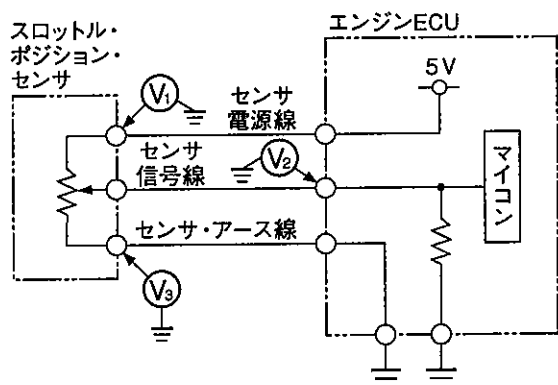 スロットル・
ポジション・
センサ
エンジンECU
V₁
センサ
電源線
5V
センサ
信号線
V₂
マイコン
センサ・アース線
V₃